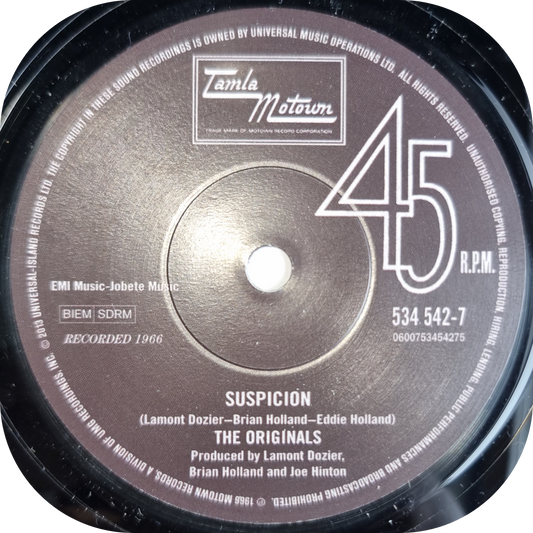 Tamla
Motown
TRADE MARK OF MOTOWN RECORD CORPORATION
45
R.P.M.
EMI Music-Jobete Music
BIEM SDRM
RECORDED 1966
534 542-7
0600753454275
SUSPICION
(Lamont Dozier–Brian Holland–Eddie Holland)
THE ORIGINALS
Produced by Lamont Dozier,
Brian Holland and Joe Hinton
℗ 1966 MOTOWN RECORDS, A DIVISION OF UMG RECORDINGS, INC. © 2013 UNIVERSAL-ISLAND RECORDS LTD. THE COPYRIGHT IN THESE SOUND RECORDINGS IS OWNED BY UNIVERSAL MUSIC OPERATIONS LTD. ALL RIGHTS RESERVED. UNAUTHORISED COPYING, REPRODUCTION, HIRING, LENDING, PUBLIC PERFORMANCES AND BROADCASTING PROHIBITED.